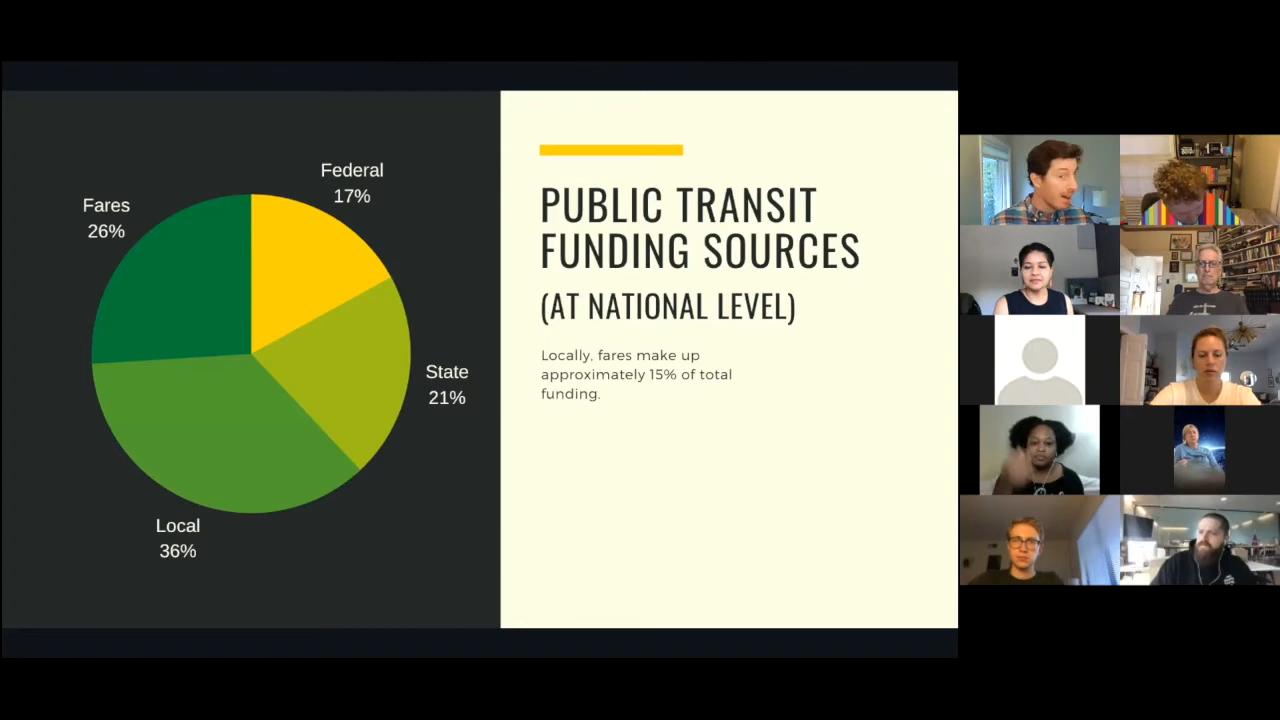 Federal
17%
Fares
26%
State
21%
Local
36%
PUBLIC TRANSIT
FUNDING SOURCES
(AT NATIONAL LEVEL)
Locally, fares make up
approximately 15% of total
funding.